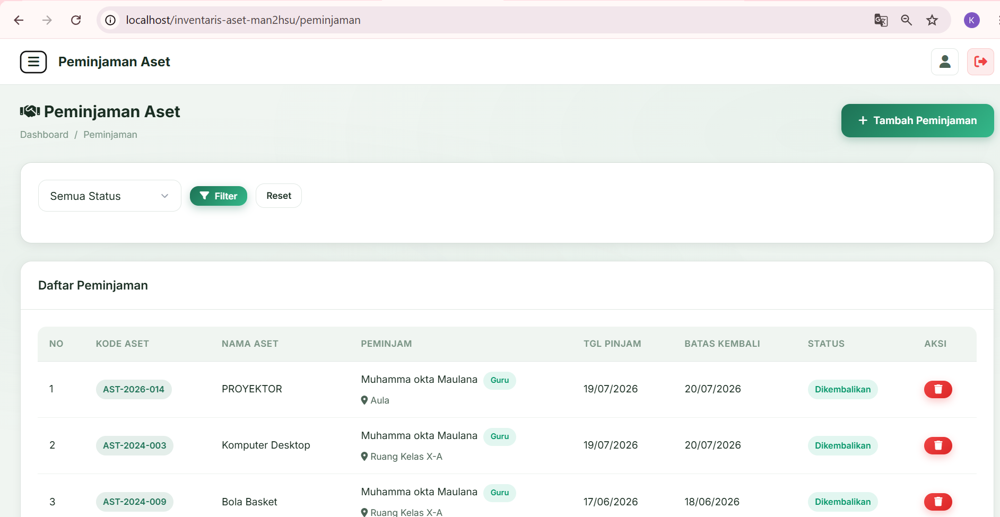 localhost/inventaris-aset-man2hsu/peminjaman
K
Peminjaman Aset
Peminjaman Aset
Dashboard / Peminjaman
+ Tambah Peminjaman
Semua Status
Filter
Reset
Daftar Peminjaman
NO KODE ASET NAMA ASET PEMINJAM TGL PINJAM BATAS KEMBALI STATUS AKSI
1 AST-2026-014 PROYEKTOR Muhamma okta Maulana Guru 19/07/2026 20/07/2026 Dikembalikan
Aula
2 AST-2024-003 Komputer Desktop Muhamma okta Maulana Guru 19/07/2026 20/07/2026 Dikembalikan
Ruang Kelas X-A
3 AST-2024-009 Bola Basket Muhamma okta Maulana Guru 17/06/2026 18/06/2026 Dikembalikan
Ruang Kelas X-A